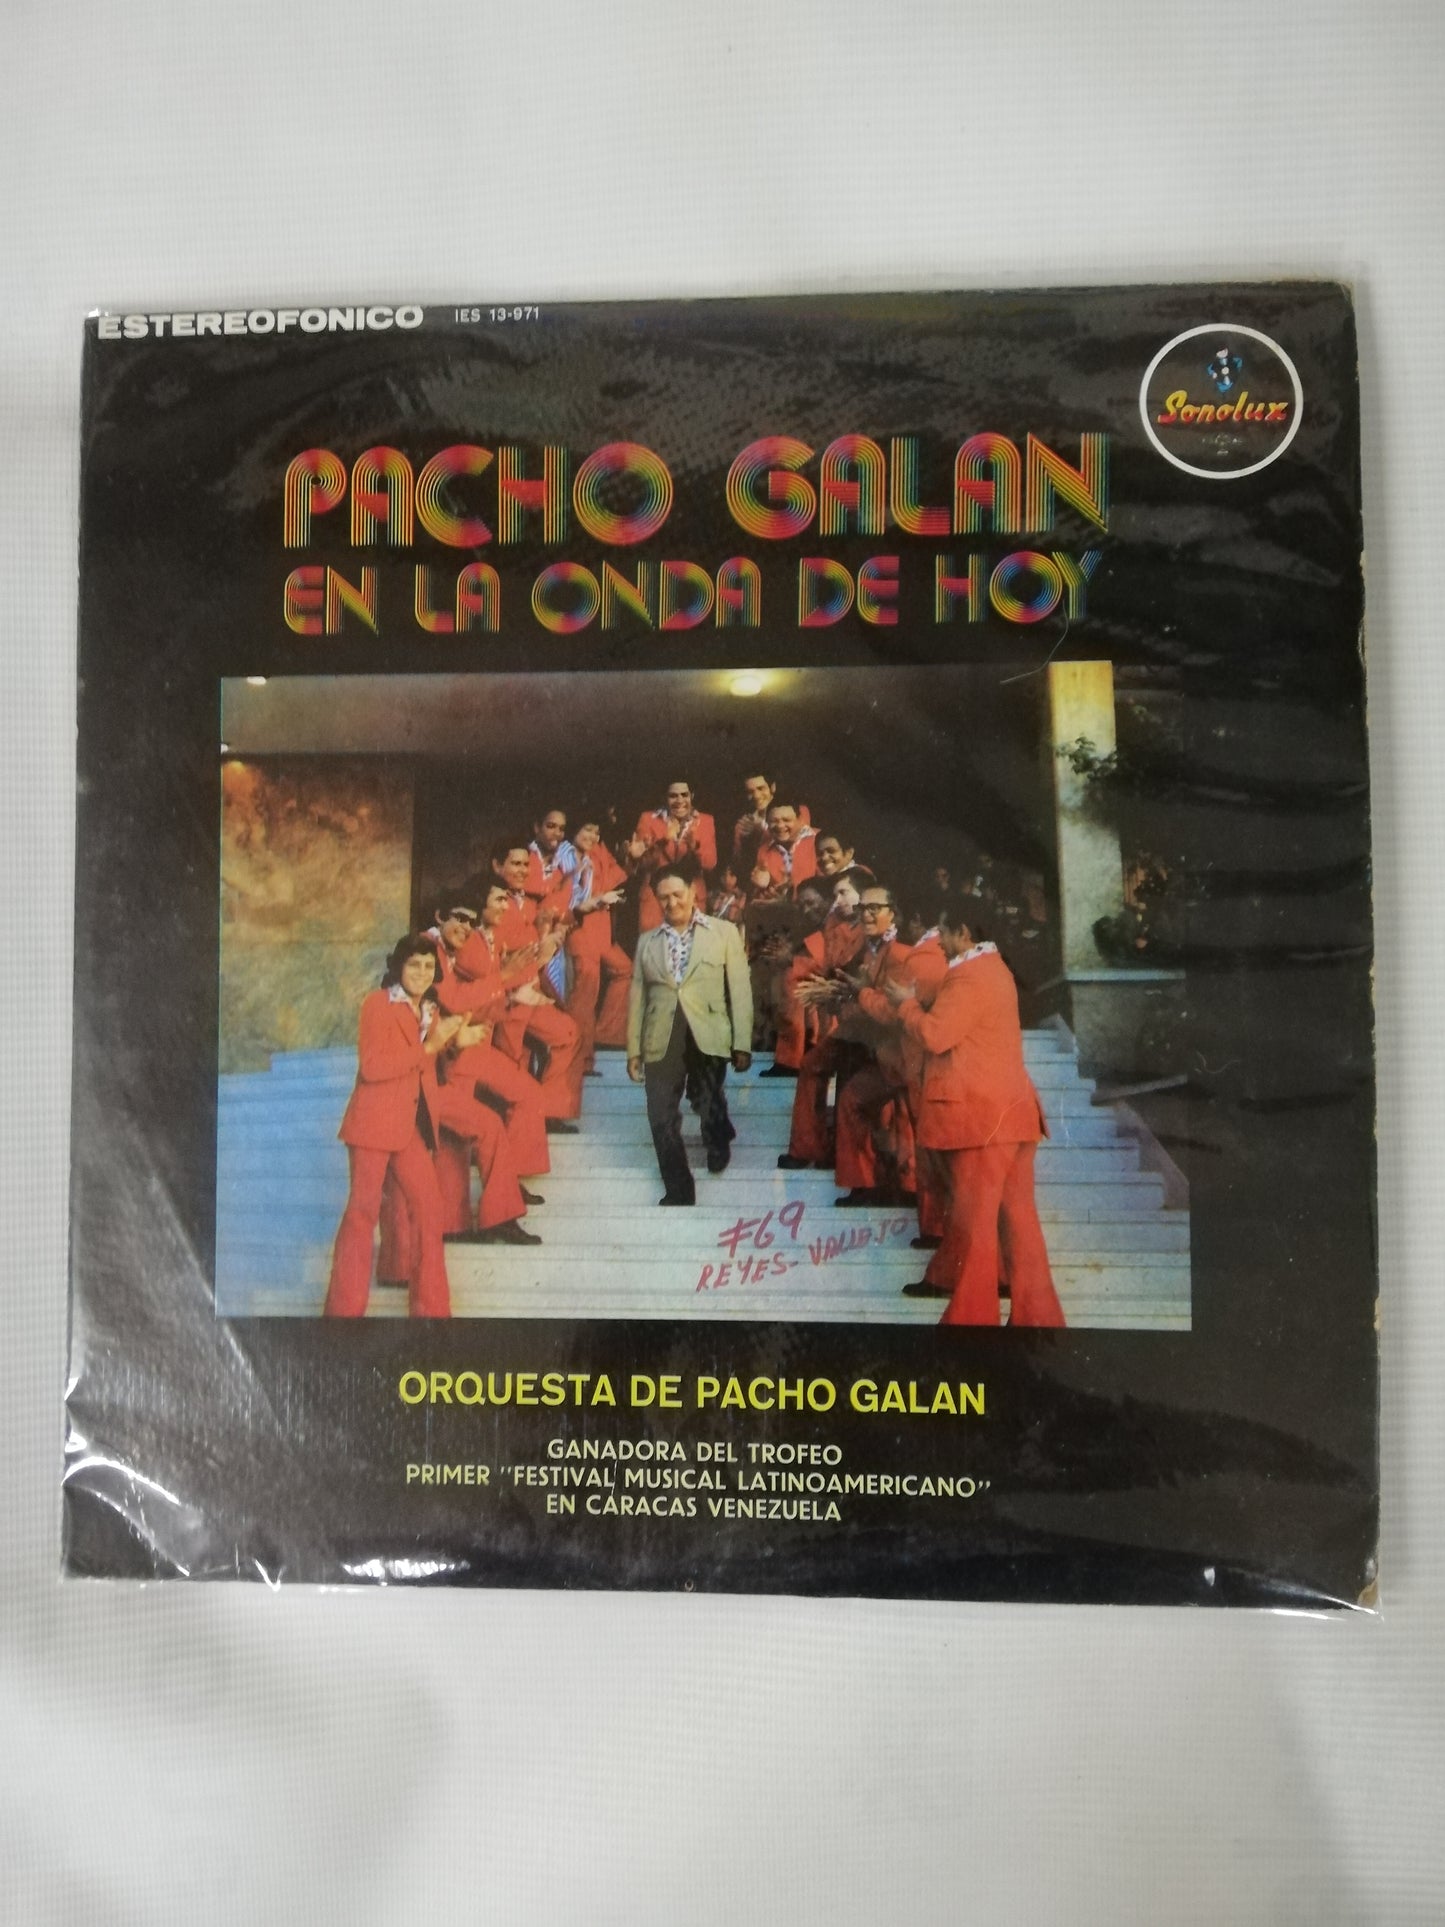 ESTEREOFONICO IES 13-971
Sonolux
PACHO GALAN
EN LA ONDA DE HOY
#69
REYES-VALLEJO
ORQUESTA DE PACHO GALAN
GANADORA DEL TROFEO
PRIMER "FESTIVAL MUSICAL LATINOAMERICANO"
EN CARACAS VENEZUELA